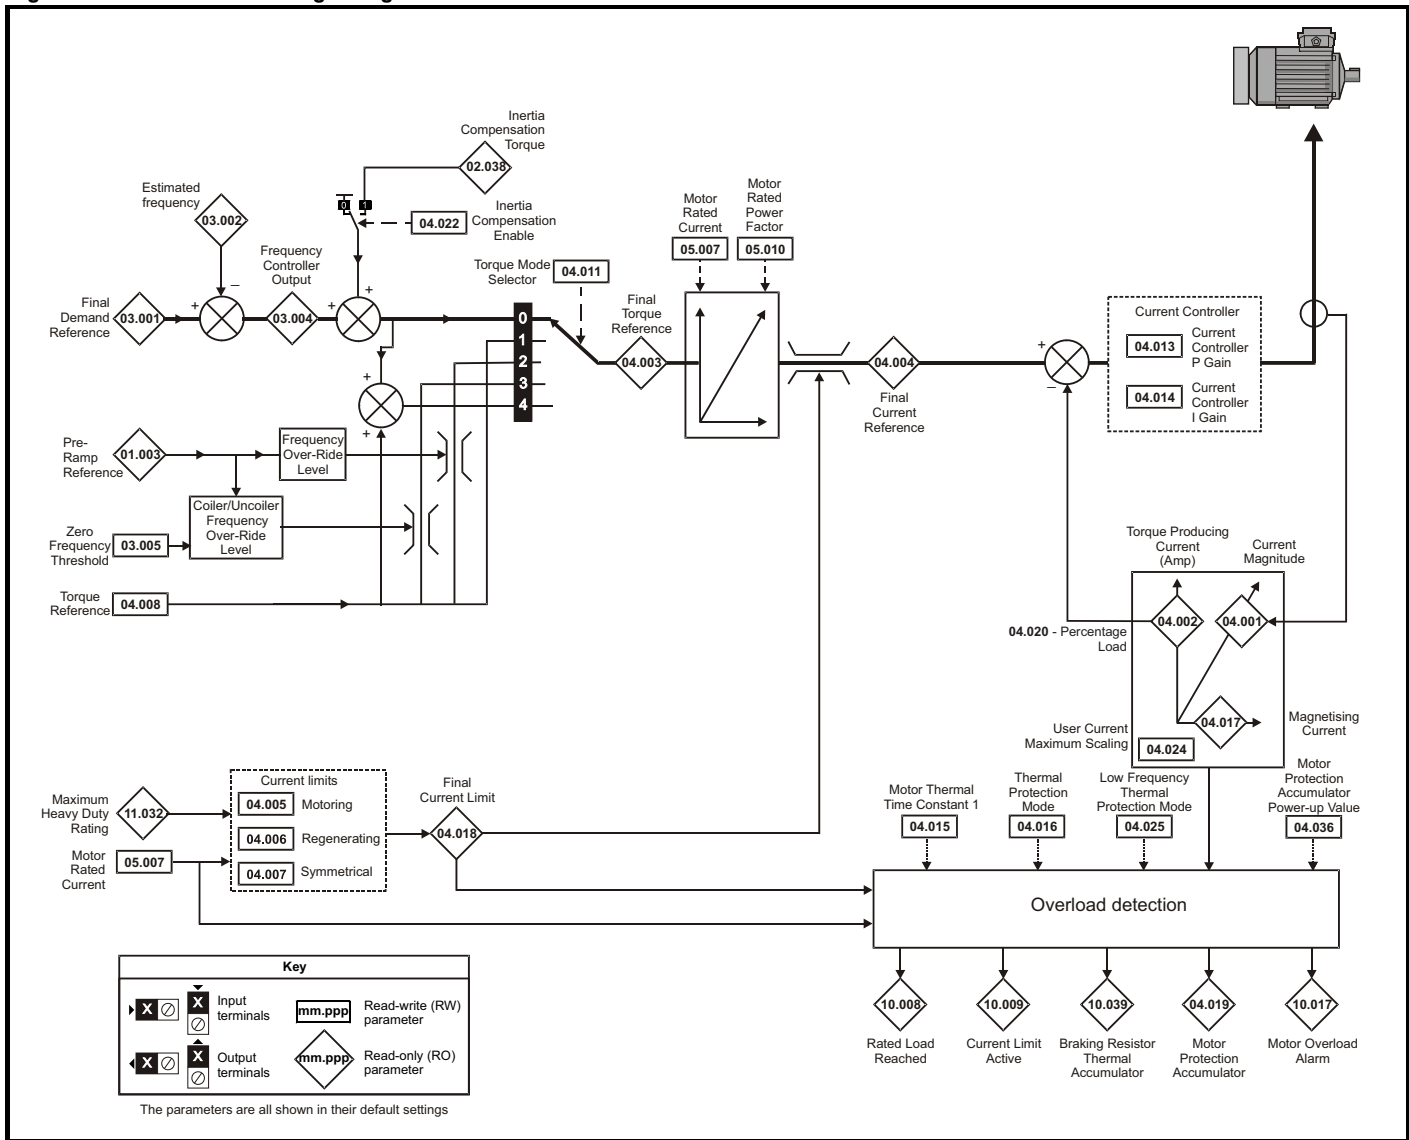 Inertia
Compensation
Torque
02.038
Estimated
frequency
03.002
0
1
04.022
Inertia
Compensation
Enable
Frequency
Controller
Output
Final
Demand
Reference
03.001
+
–
03.004
+
+
Torque Mode
Selector
04.011
0
1
2
3
4
+
+
Final
Torque
Reference
04.003
Motor
Rated
Current
05.007
Motor
Rated
Power
Factor
05.010
04.004
Final
Current
Reference
+
–
Current Controller
04.013
Current
Controller
P Gain
04.014
Current
Controller
I Gain
Pre-
Ramp
Reference
01.003
Frequency
Over-Ride
Level
Coiler/Uncoiler
Frequency
Over-Ride
Level
Zero
Frequency
Threshold
03.005
Torque
Reference
04.008
Torque Producing
Current
(Amp)
Current
Magnitude
04.002
04.001
04.020 - Percentage
Load
04.017
Magnetising
Current
User Current
Maximum Scaling
04.024
Maximum
Heavy Duty
Rating
11.032
Motor
Rated
Current
05.007
Current limits
04.005
Motoring
04.006
Regenerating
04.007
Symmetrical
Final
Current Limit
04.018
Motor Thermal
Time Constant 1
04.015
Thermal
Protection
Mode
04.016
Low Frequency
Thermal
Protection Mode
04.025
Motor
Protection
Accumulator
Power-up Value
04.036
Overload detection
10.008
Rated Load
Reached
10.009
Current Limit
Active
10.039
Braking Resistor
Thermal
Accumulator
04.019
Motor
Protection
Accumulator
10.017
Motor Overload
Alarm
Key
X
X
Input
terminals
mm.ppp
Read-write (RW)
parameter
X
X
Output
terminals
mm.ppp
Read-only (RO)
parameter
The parameters are all shown in their default settings